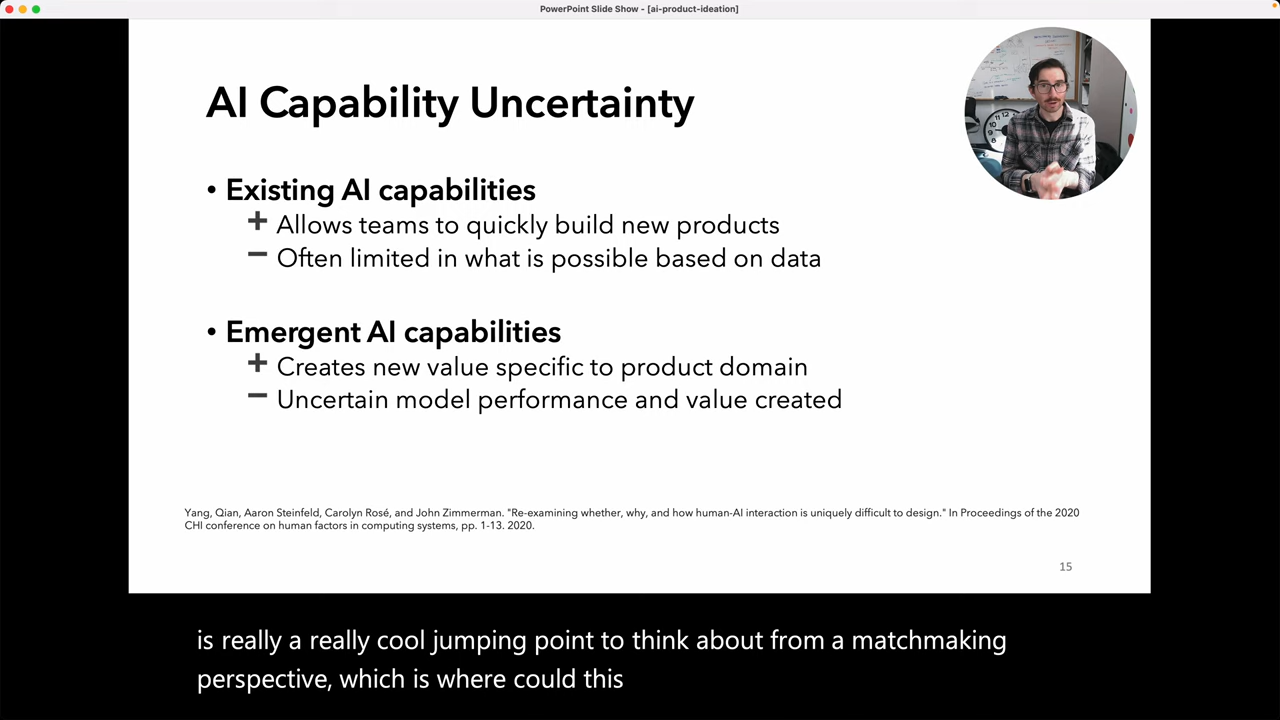 PowerPoint Slide Show - [ai-product-ideation]
AI Capability Uncertainty
• Existing AI capabilities
+ Allows teams to quickly build new products
− Often limited in what is possible based on data
• Emergent AI capabilities
+ Creates new value specific to product domain
− Uncertain model performance and value created
Yang, Qian, Aaron Steinfeld, Carolyn Rosé, and John Zimmerman. "Re-examining whether, why, and how human-AI interaction is uniquely difficult to design." In Proceedings of the 2020
CHI conference on human factors in computing systems, pp. 1-13. 2020.
15
is really a really cool jumping point to think about from a matchmaking
perspective, which is where could this